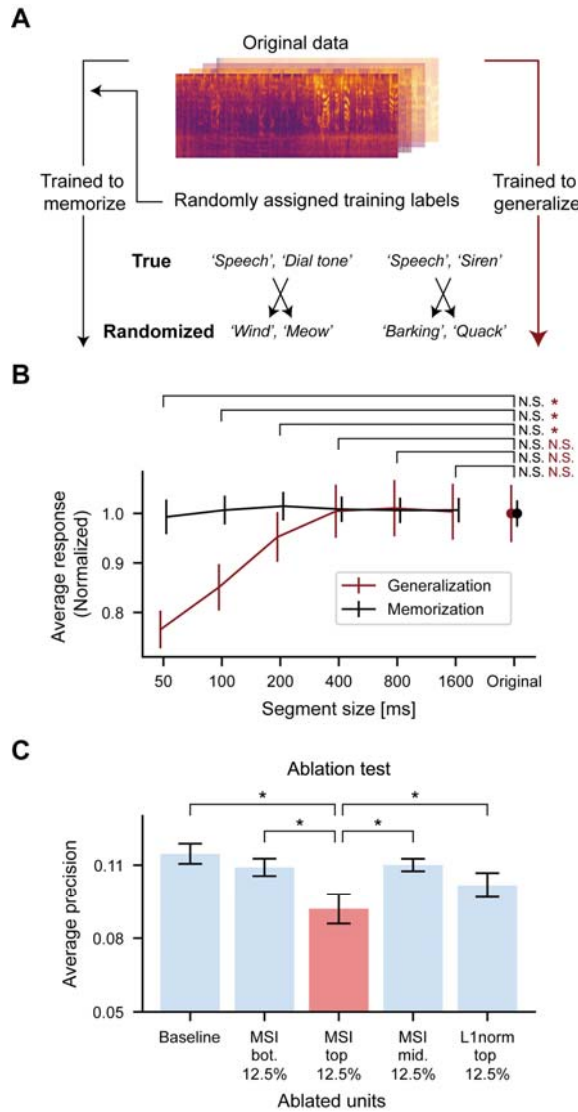 A
Original data
Trained to
memorize
Randomly assigned training labels
Trained to
generalize
True
‘Speech’, ‘Dial tone’
‘Speech’, ‘Siren’
Randomized
‘Wind’, ‘Meow’
‘Barking’, ‘Quack’
B
N.S. *
N.S. *
N.S. *
N.S. N.S.
N.S. N.S.
N.S. N.S.
Average response
(Normalized)
1.0
0.9
0.8
Generalization
Memorization
50 100 200 400 800 1600 Original
Segment size [ms]
C
Ablation test
* *
* *
Average precision
0.11
0.08
0.05
Baseline
MSI
bot.
12.5%
MSI
top
12.5%
MSI
mid.
12.5%
L1norm
top
12.5%
Ablated units